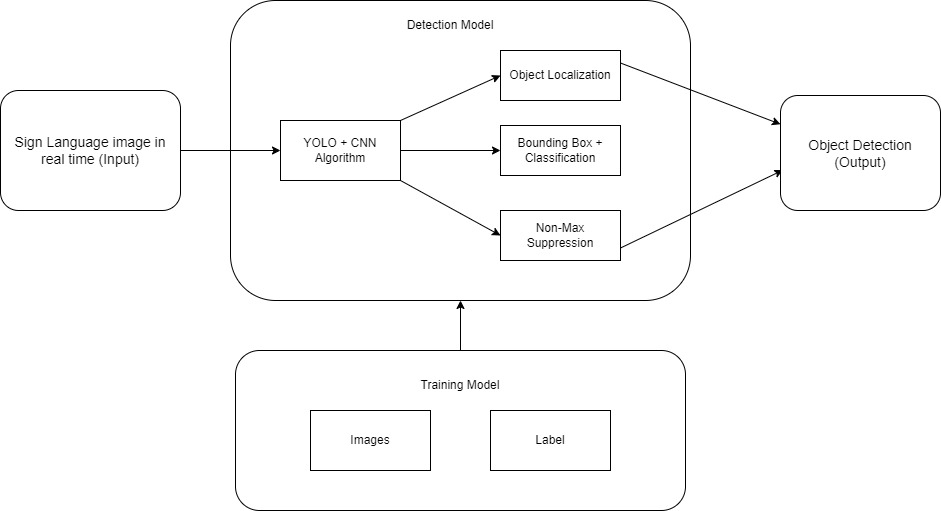 Detection Model
Sign Language image in
real time (Input)
YOLO + CNN
Algorithm
Object Localization
Bounding Box +
Classification
Non-Max
Suppression
Object Detection
(Output)
Training Model
Images
Label